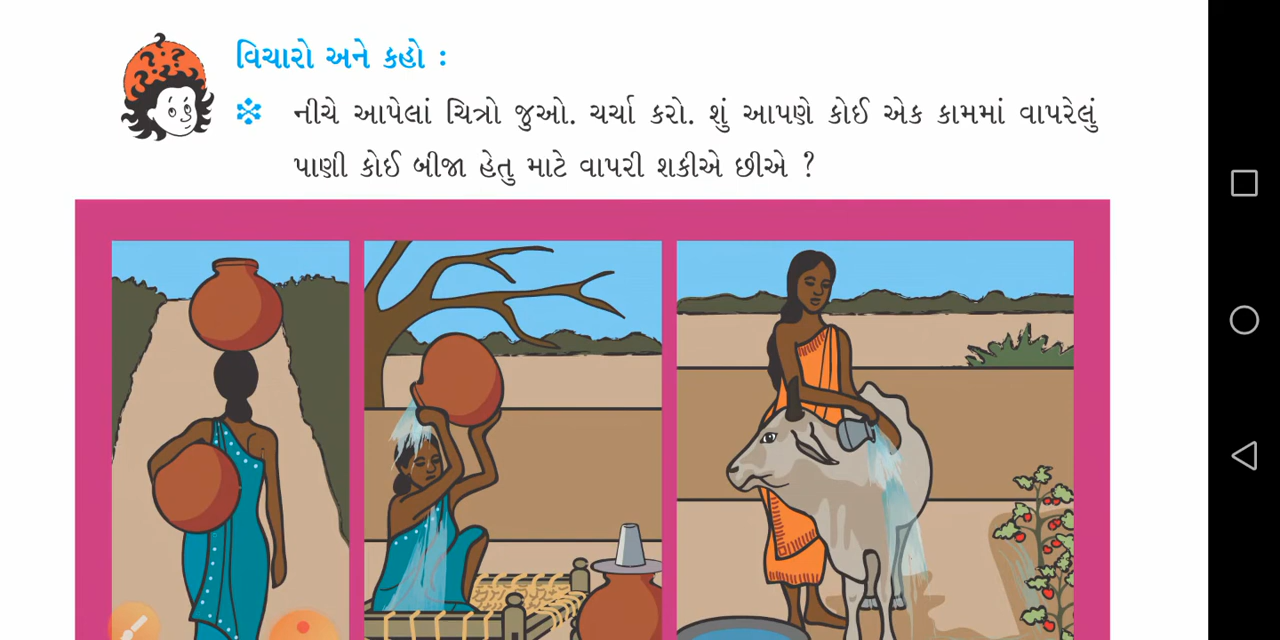 વિચારો અને કહો :
નીચે આપેલાં ચિત્રો જુઓ. ચર્ચા કરો. શું આપણે કોઈ એક કામમાં વાપરેલું
પાણી કોઈ બીજા હેતુ માટે વાપરી શકીએ છીએ ?